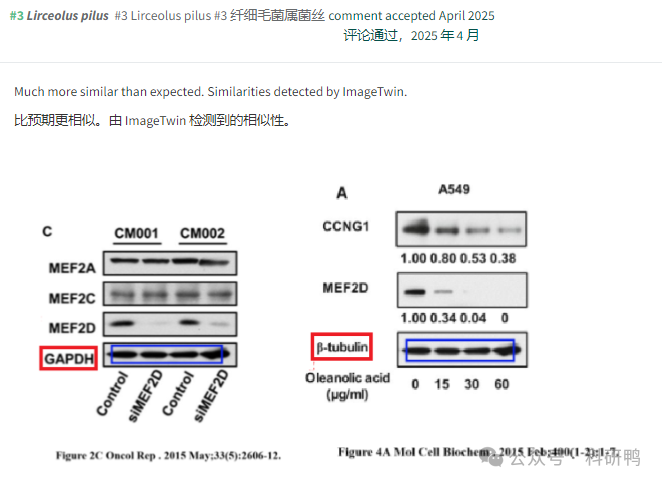 #3 Lirceolus pilus #3 Lirceolus pilus #3 纤细毛菌属菌丝 comment accepted April 2025
评论通过，2025 年 4 月
Much more similar than expected. Similarities detected by ImageTwin.
比预期更相似。由 ImageTwin 检测到的相似性。
C
CM001 CM002
MEF2A
MEF2C
MEF2D
GAPDH
Control siMEF2D Control siMEF2D
Figure 2C Oncol Rep . 2015 May;33(5):2606-12.
A
A549
CCNG1
1.00 0.80 0.53 0.38
MEF2D
1.00 0.34 0.04 0
β-tubulin
Oleanolic acid 0 15 30 60
(μg/ml)
Figure 4A Mol Cell Biochem . 2015 Feb;400(1-2):1-7.
公众号 · 科研鸭